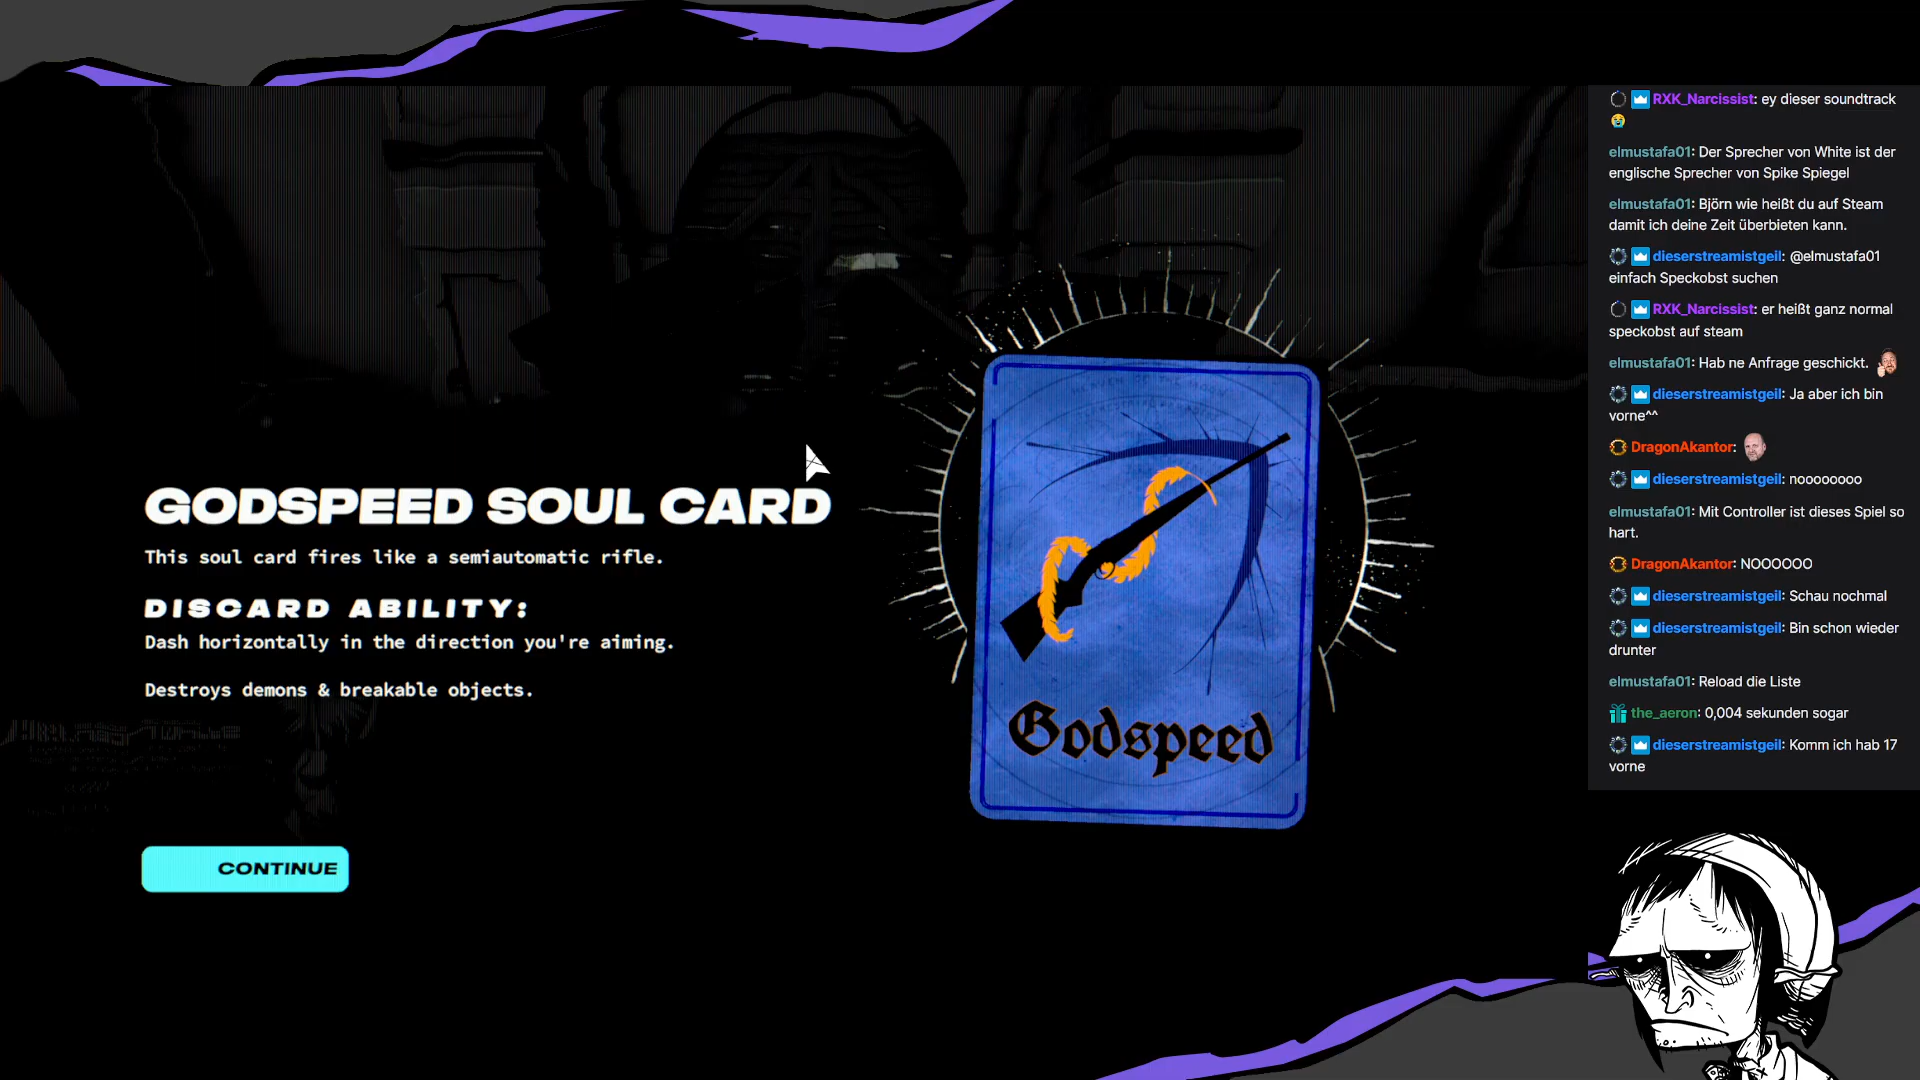 GODSPEED SOUL CARD
This soul card fires like a semiautomatic rifle.
DISCARD ABILITY:
Dash horizontally in the direction you're aiming.
Destroys demons & breakable objects.
CONTINUE
Godspeed
RXK_Narcissist: ey dieser soundtrack
😭
elmustafa01: Der Sprecher von White ist der
englische Sprecher von Spike Spiegel
elmustafa01: Björn wie heißt du auf Steam
damit ich deine Zeit überbieten kann.
dieserstreamistgeil: @elmustafa01
einfach Speckobst suchen
RXK_Narcissist: er heißt ganz normal
speckobst auf steam
elmustafa01: Hab ne Anfrage geschickt.
dieserstreamistgeil: Ja aber ich bin
vorne^^
DragonAkantor:
dieserstreamistgeil: noooooooo
elmustafa01: Mit Controller ist dieses Spiel so
hart.
DragonAkantor: NOOOOOO
dieserstreamistgeil: Schau nochmal
dieserstreamistgeil: Bin schon wieder
drunter
elmustafa01: Reload die Liste
the_aeron: 0,004 sekunden sogar
dieserstreamistgeil: Komm ich hab 17
vorne